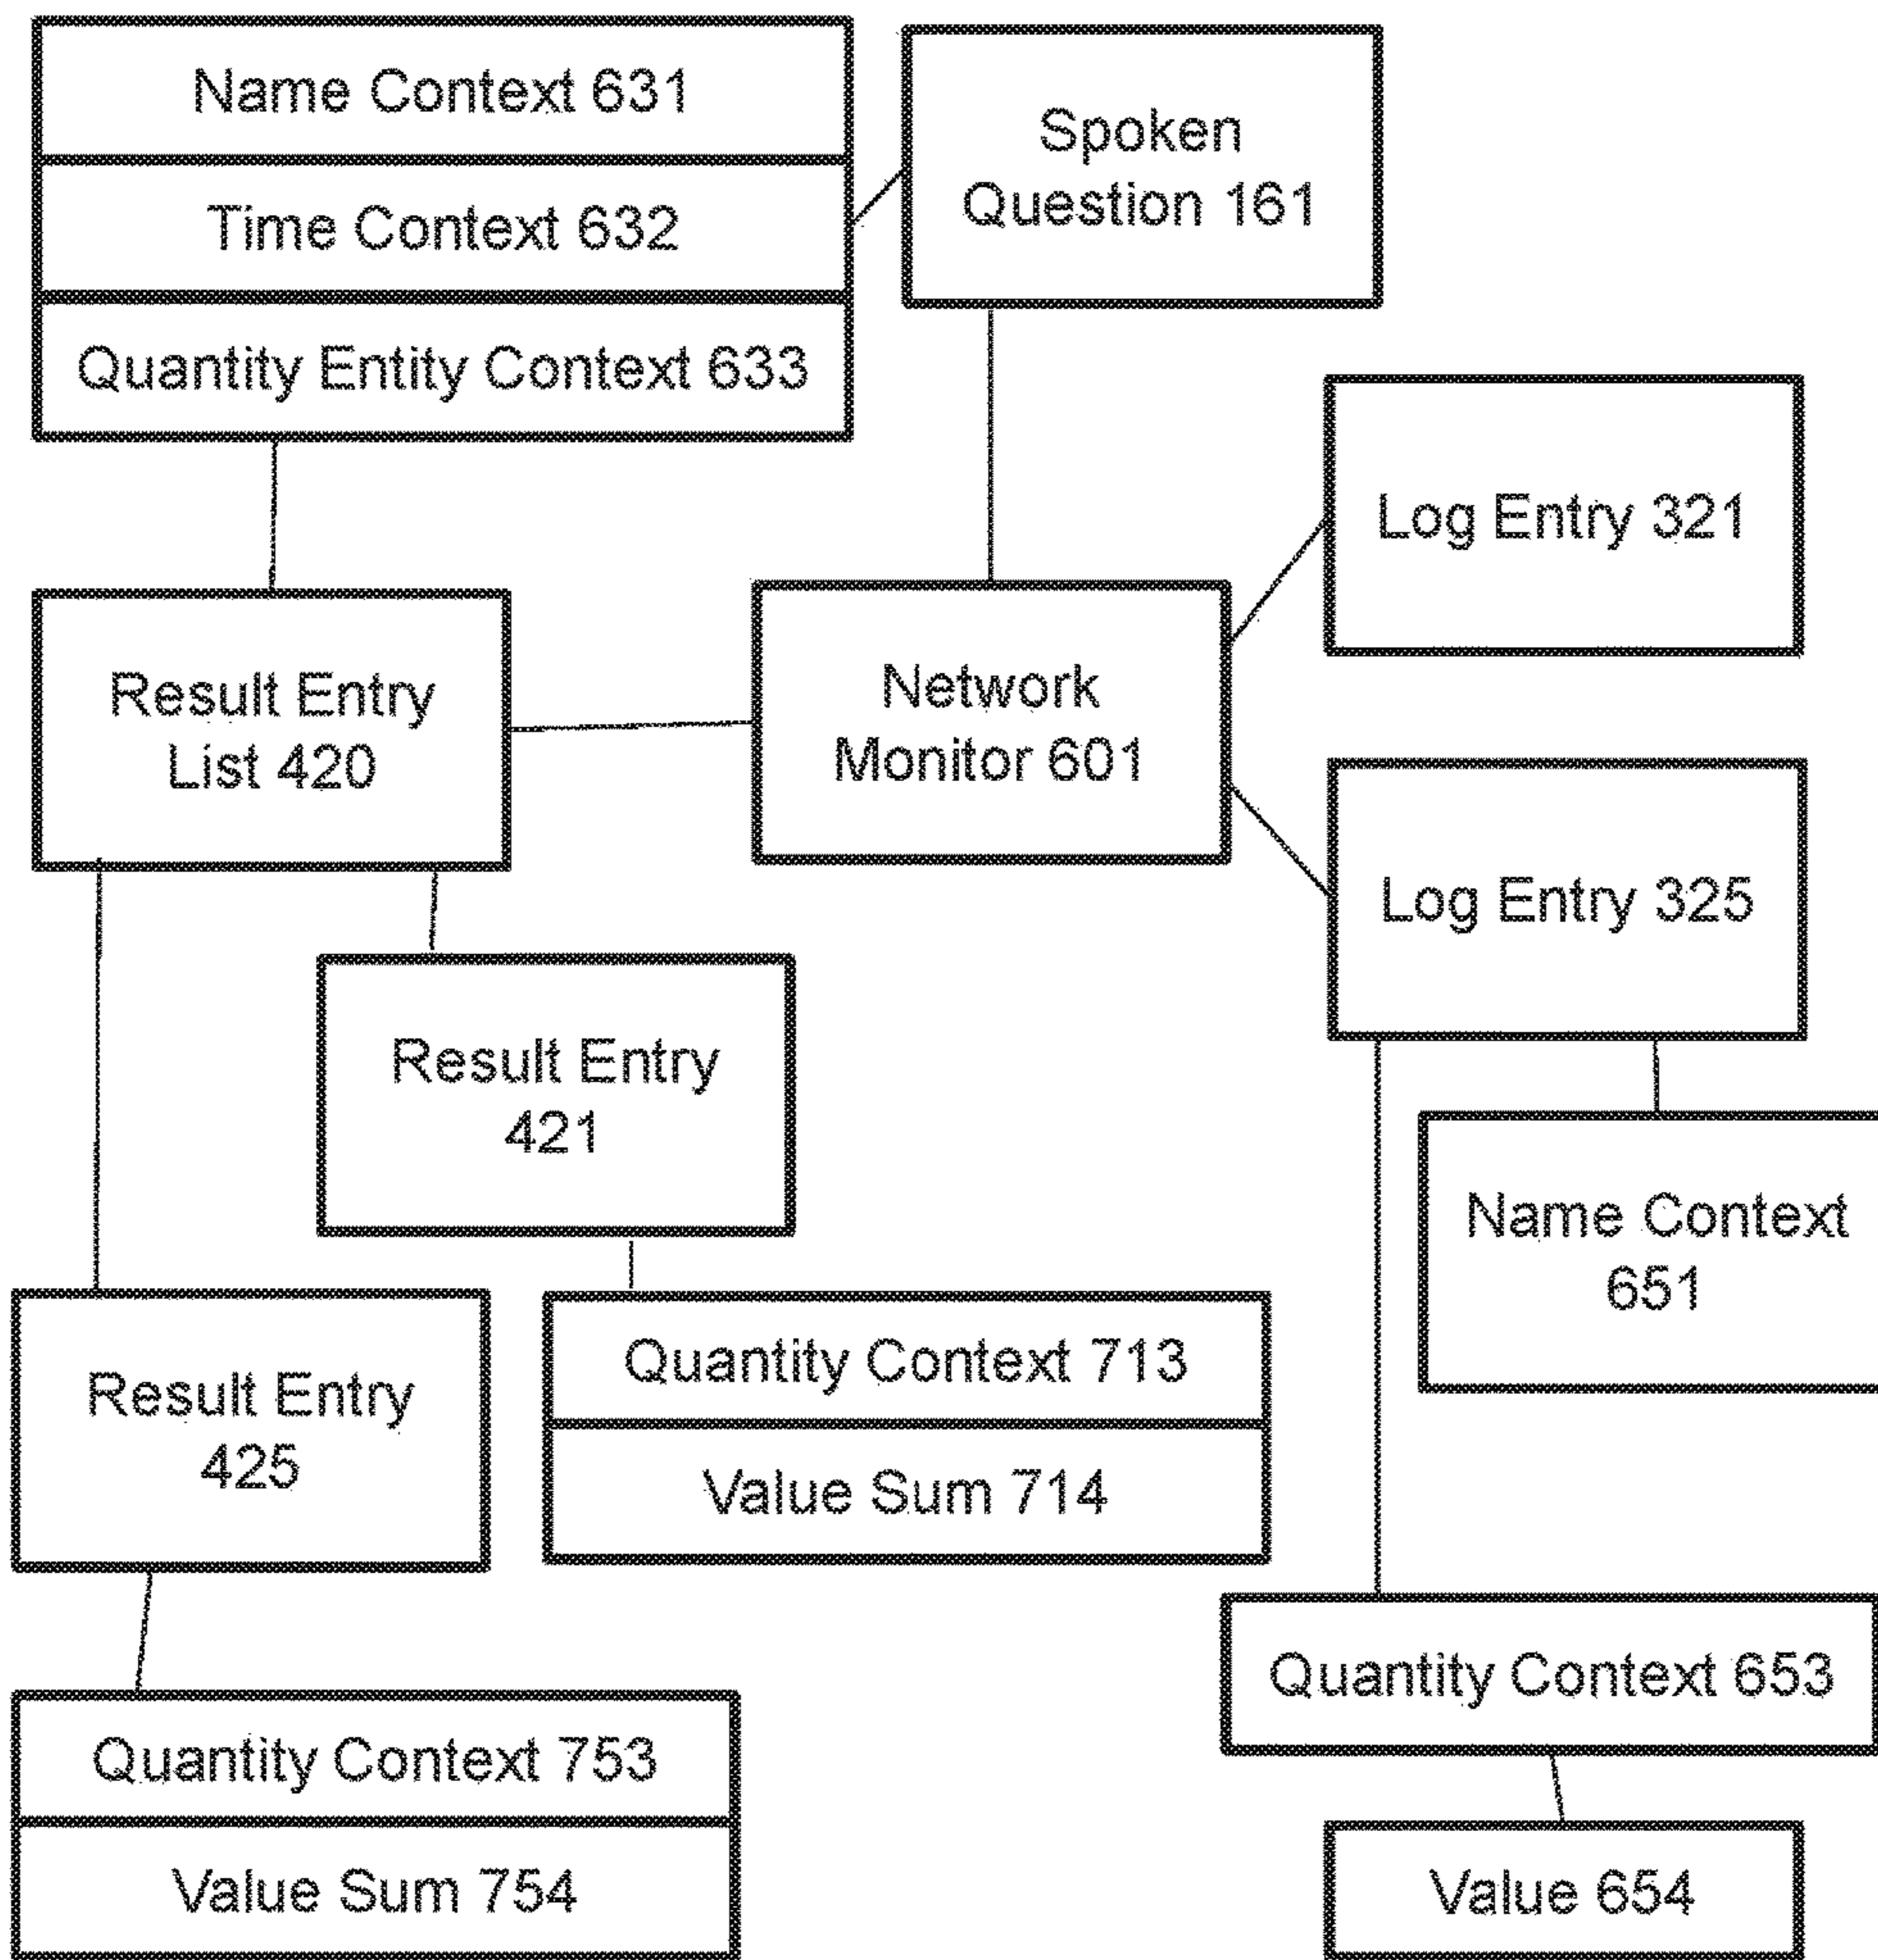 Name Context 631
Time Context 632
Quantity Entity Context 633
Spoken
Question 161
Log Entry 321
Result Entry
List 420
Network
Monitor 601
Log Entry 325
Result Entry
421
Name Context
651
Quantity Context 713
Value Sum 714
Result Entry
425
Quantity Context 653
Value 654
Quantity Context 753
Value Sum 754